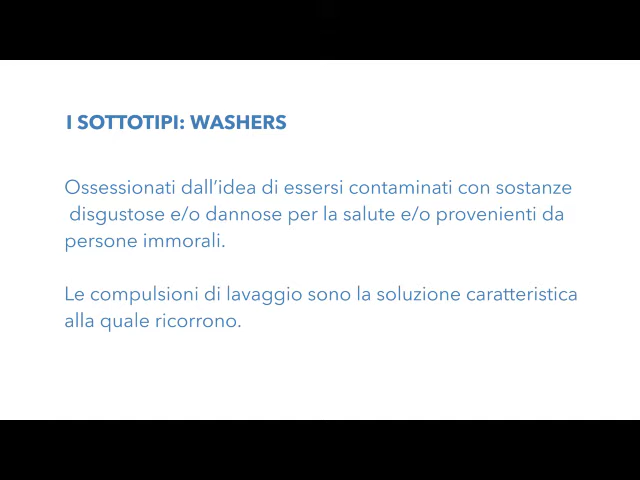 I SOTTOTIPI: WASHERS
Ossessionati dall’idea di essersi contaminati con sostanze
disgustose e/o dannose per la salute e/o provenienti da
persone immorali.
Le compulsioni di lavaggio sono la soluzione caratteristica
alla quale ricorrono.